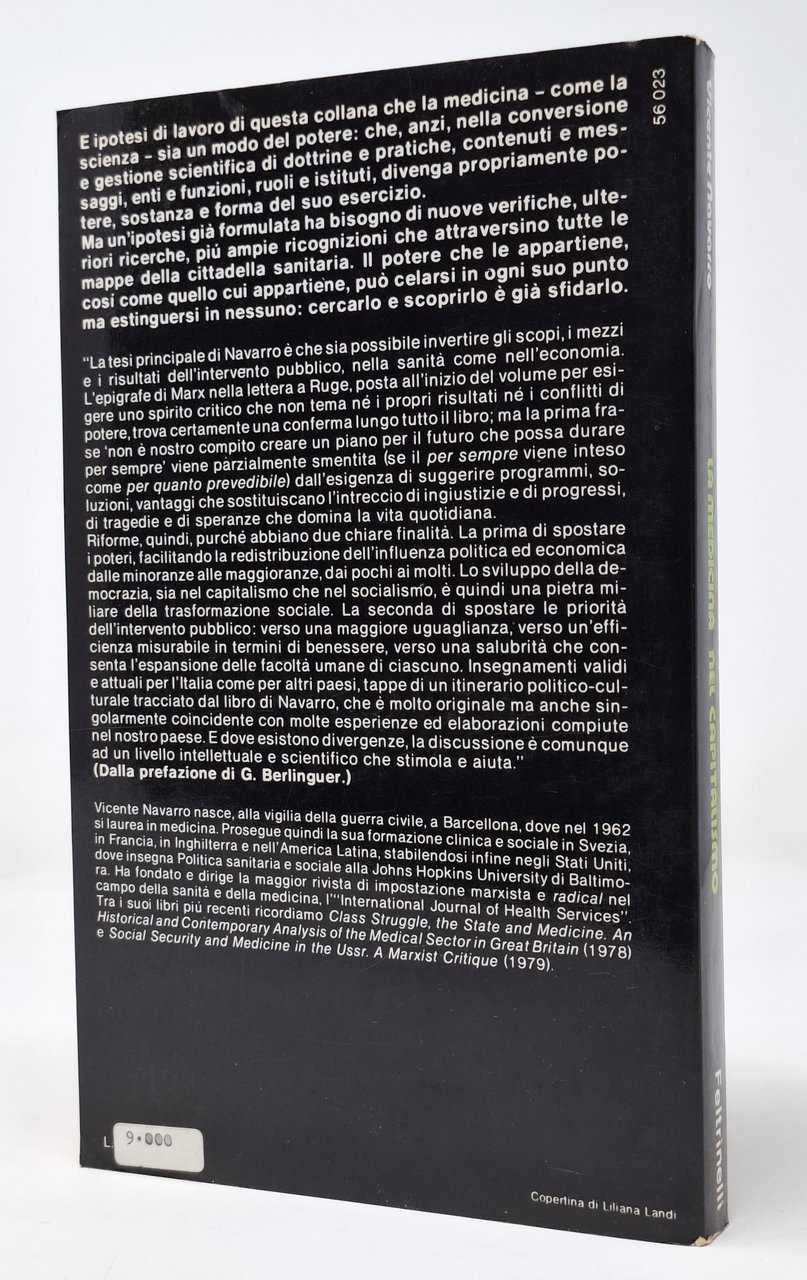 E ipotesi di lavoro di questa collana che la medicina – come la
scienza – sia un modo del potere: che, anzi, nella conversione
e gestione scientifica di dottrine e pratiche, contenuti e mes-
saggi, enti e funzioni, ruoli e istituti, divenga propriamente po-
tere, sostanza e forma del suo esercizio.
Ma un'ipotesi già formulata ha bisogno di nuove verifiche, ulte-
riori ricerche, piú ampie ricognizioni che attraversino tutte le
mappe della cittadella sanitaria. Il potere che le appartiene,
cosí come quello cui appartiene, può celarsi in ogni suo punto
ma estinguersi in nessuno: cercarlo e scoprirlo è già sfidarlo.
"La tesi principale di Navarro è che sia possibile invertire gli scopi, i mezzi
e i risultati dell'intervento pubblico, nella sanità come nell'economia.
L'epigrafe di Marx nella lettera a Ruge, posta all'inizio del volume per esi-
gere uno spirito critico che non tema né i propri risultati né i conflitti di
potere, trova certamente una conferma lungo tutto il libro; ma la prima fra-
se 'non è nostro compito creare un piano per il futuro che possa durare
per sempre' viene parzialmente smentita (se il per sempre viene inteso
come per quanto prevedibile) dall'esigenza di suggerire programmi, so-
luzioni, vantaggi che sostituiscano l'intreccio di ingiustizie e di progressi,
di tragedie e di speranze che domina la vita quotidiana.
Riforme, quindi, purché abbiano due chiare finalità. La prima di spostare
i poteri, facilitando la redistribuzione dell'influenza politica ed economica
dalle minoranze alle maggioranze, dai pochi ai molti. Lo sviluppo della de-
mocrazia, sia nel capitalismo che nel socialismo, è quindi una pietra mi-
liare della trasformazione sociale. La seconda di spostare le priorità
dell'intervento pubblico: verso una maggiore uguaglianza, verso un'effi-
cienza misurabile in termini di benessere, verso una salubrità che con-
senta l'espansione delle facoltà umane di ciascuno. Insegnamenti validi
e attuali per l'Italia come per altri paesi, tappe di un itinerario politico-cul-
turale tracciato dal libro di Navarro, che è molto originale ma anche sin-
golarmente coincidente con molte esperienze ed elaborazioni compiute
nel nostro paese. E dove esistono divergenze, la discussione è comunque
ad un livello intellettuale e scientifico che stimola e aiuta."
(Dalla prefazione di G. Berlinguer.)
Vicente Navarro nasce, alla vigilia della guerra civile, a Barcellona, dove nel 1962
si laurea in medicina. Prosegue quindi la sua formazione clinica e sociale in Svezia,
in Francia, in Inghilterra e nell'America Latina, stabilendosi infine negli Stati Uniti,
dove insegna Politica sanitaria e sociale alla Johns Hopkins University di Baltimo-
ra. Ha fondato e dirige la maggior rivista di impostazione marxista e radical nel
campo della sanità e della medicina, l'"International Journal of Health Services".
Tra i suoi libri piú recenti ricordiamo Class Struggle, the State and Medicine. An
Historical and Contemporary Analysis of the Medical Sector in Great Britain (1978)
e Social Security and Medicine in the Ussr. A Marxist Critique (1979).
L. 9.000
Copertina di Liliana Landi
56 023
Vicente Navarro
La medicina nel capitalismo
Feltrinelli